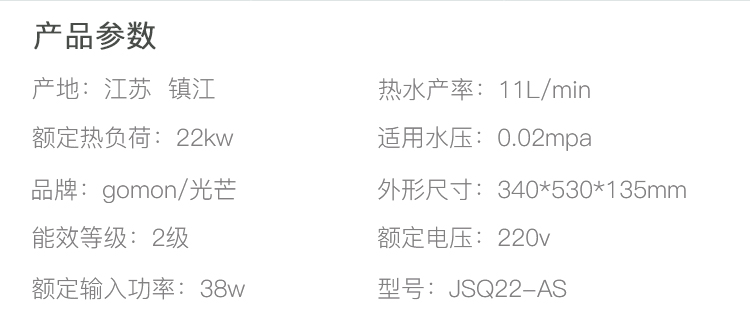 产品参数
产地：江苏 镇江
热水产率：11L/min
额定热负荷：22kw
适用水压：0.02mpa
品牌：gomon/光芒
外形尺寸：340*530*135mm
能效等级：2级
额定电压：220v
额定输入功率：38w
型号：JSQ22-AS